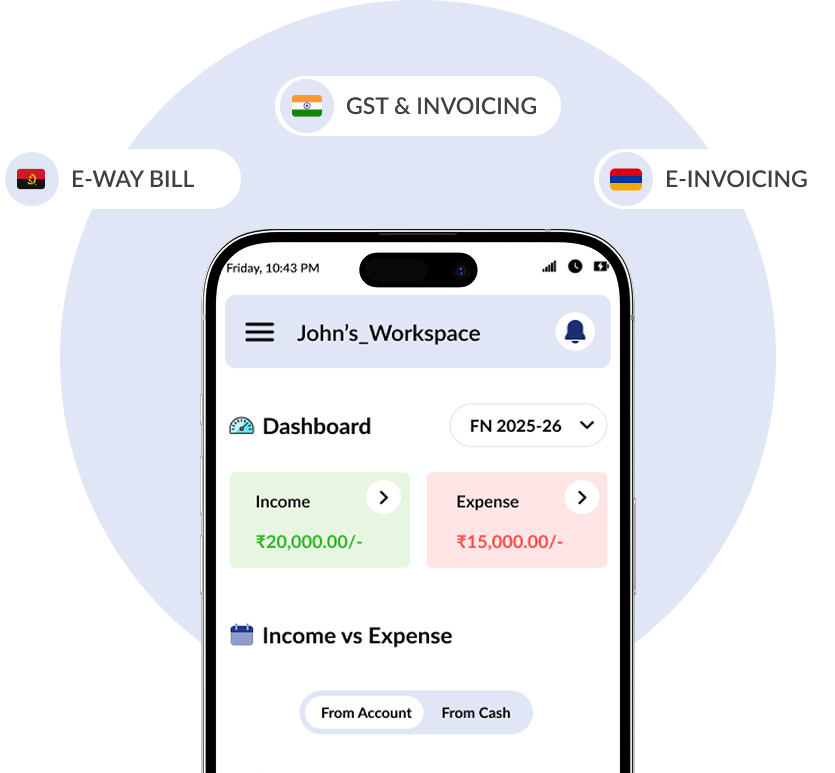 GST & INVOICING
E-WAY BILL
E-INVOICING
Friday, 10:43 PM
John’s_Workspace
Dashboard
FN 2025-26
Income
Expense
₹20,000.00/-
₹15,000.00/-
Income vs Expense
From Account
From Cash